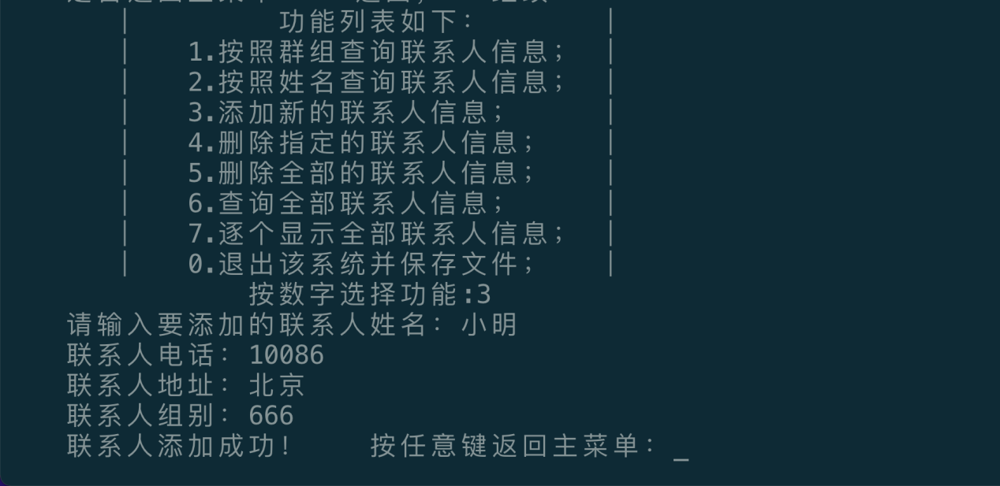 功能列表如下：
1.按照群组查询联系人信息；
2.按照姓名查询联系人信息；
3.添加新的联系人信息；
4.删除指定的联系人信息；
5.删除全部的联系人信息；
6.查询全部联系人信息；
7.逐个显示全部联系人信息；
0.退出该系统并保存文件；
按数字选择功能:3
请输入要添加的联系人姓名：小明
联系人电话：10086
联系人地址：北京
联系人组别：666
联系人添加成功！ 按任意键返回主菜单：_